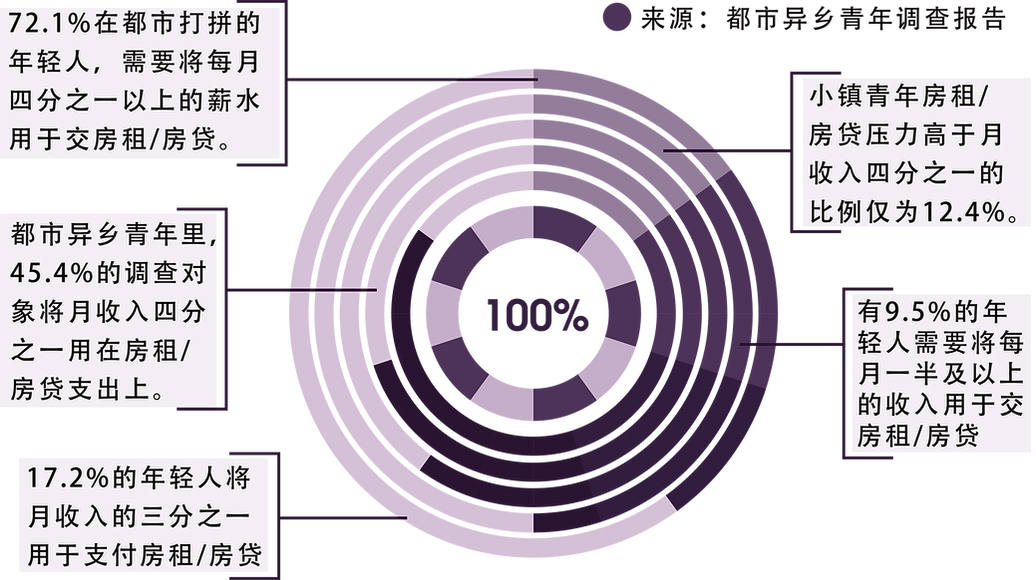 来源：都市异乡青年调查报告
72.1%在都市打拼的
年轻人，需要将每月
四分之一以上的薪水
用于交房租/房贷。
小镇青年房租/
房贷压力高于月
收入四分之一的
比例仅为12.4%。
都市异乡青年里，
45.4%的调查对
象将月收入四分
之一用在房租/
房贷支出上。
100%
有9.5%的年
轻人需要将每
月一半及以上
的收入用于交
房租/房贷
17.2%的年轻人将
月收入的三分之一
用于支付房租/房贷